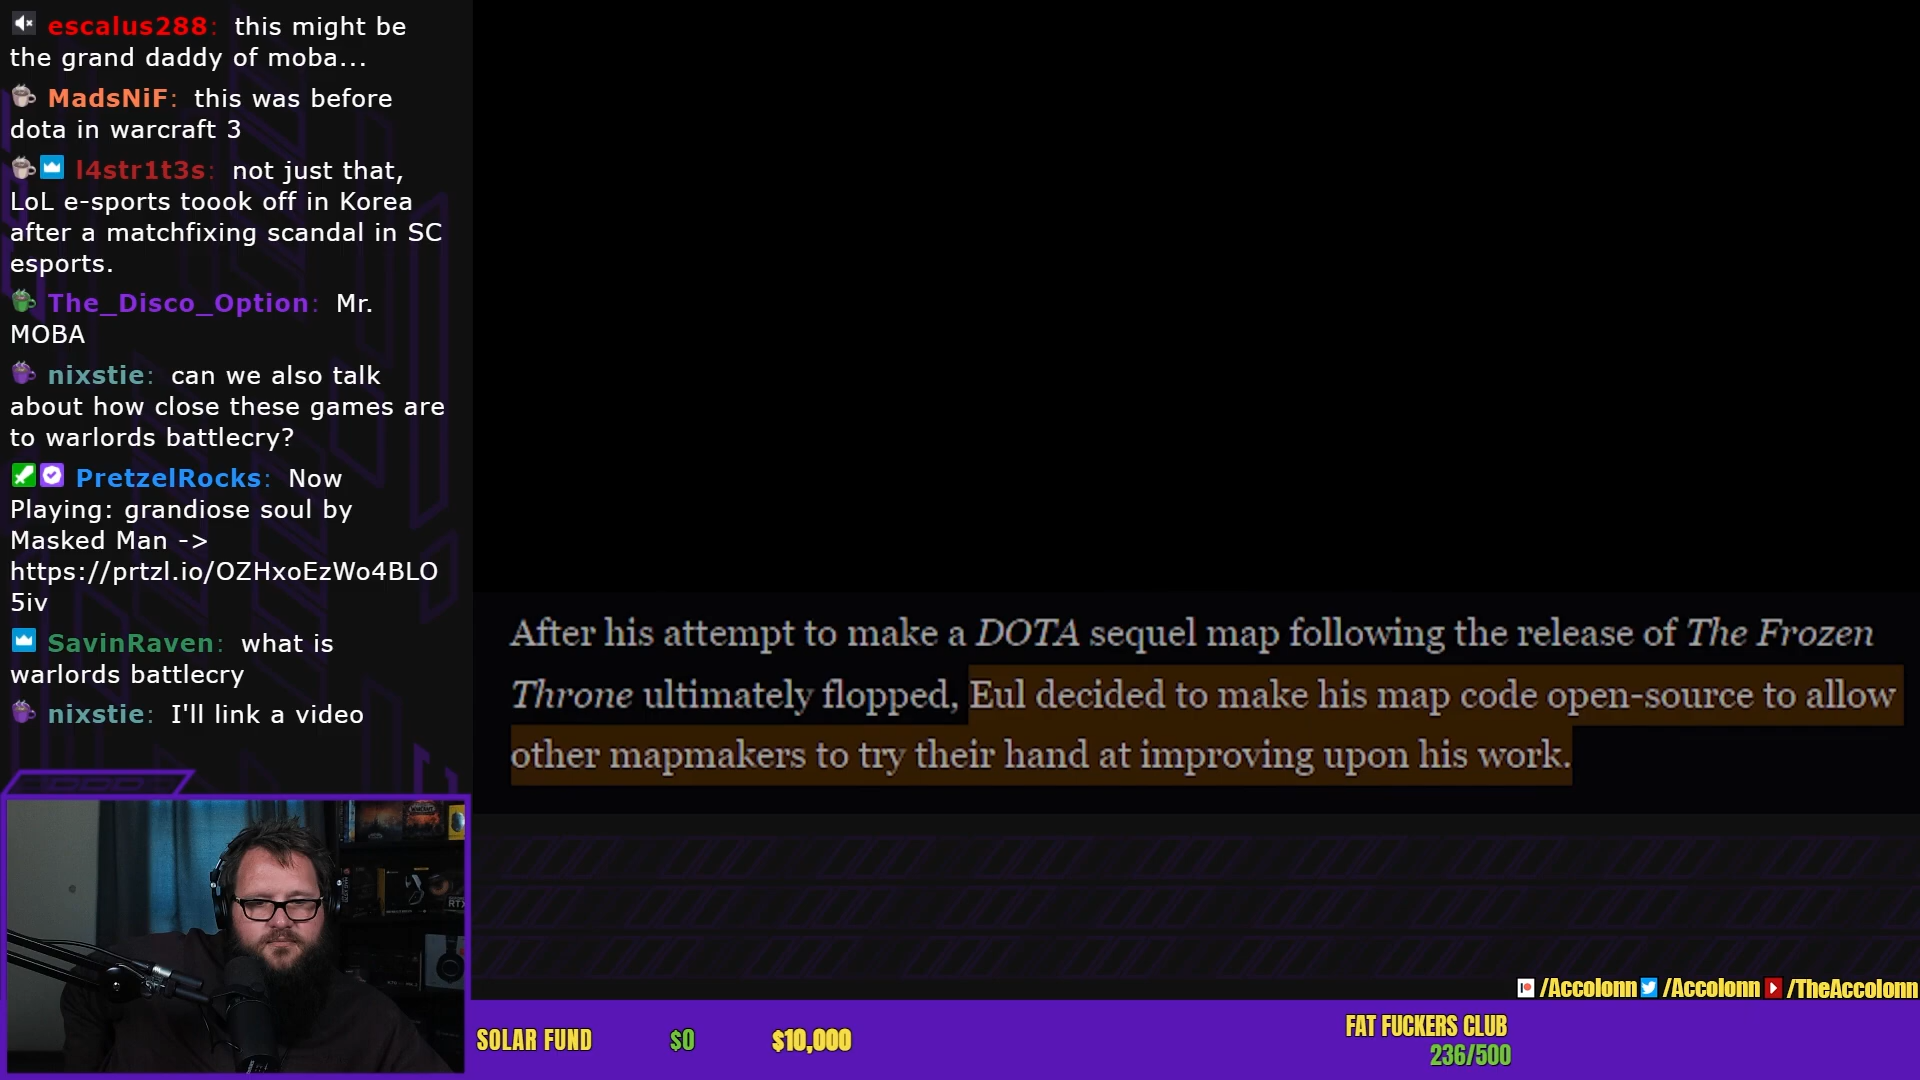 escalus288: this might be
the grand daddy of moba...
MadsNiF: this was before
dota in warcraft 3
l4str1t3s: not just that,
LoL e-sports toook off in Korea
after a matchfixing scandal in SC
esports.
The_Disco_Option: Mr.
MOBA
nixstie: can we also talk
about how close these games are
to warlords battlecry?
PretzelRocks: Now
Playing: grandiose soul by
Masked Man ->
https://prtzl.io/OZHxoEzWo4BLO
5iv
SavinRaven: what is
warlords battlecry
nixstie: I'll link a video
After his attempt to make a DOTA sequel map following the release of The Frozen
Throne ultimately flopped, Eul decided to make his map code open-source to allow
other mapmakers to try their hand at improving upon his work.
RTX
/Accolonn /Accolonn /TheAccolonn
SOLAR FUND $0 $10,000
FAT FUCKERS CLUB
236/500